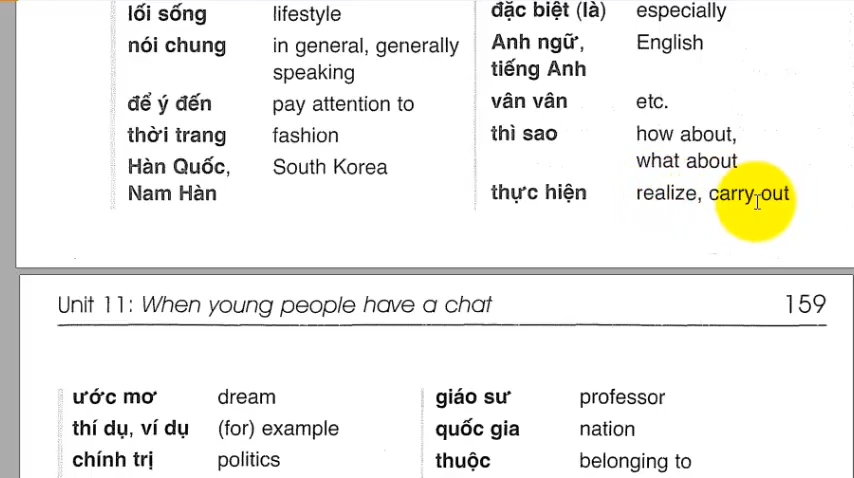 lối sống lifestyle
nói chung in general, generally
speaking
để ý đến pay attention to
thời trang fashion
Hàn Quốc, South Korea
Nam Hàn
đặc biệt (là) especially
Anh ngữ, English
tiếng Anh
vân vân etc.
thì sao how about,
what about
thực hiện realize, carry out
Unit 11: When young people have a chat 159
ước mơ dream
thí dụ, ví dụ (for) example
chính trị politics
giáo sư professor
quốc gia nation
thuộc belonging to